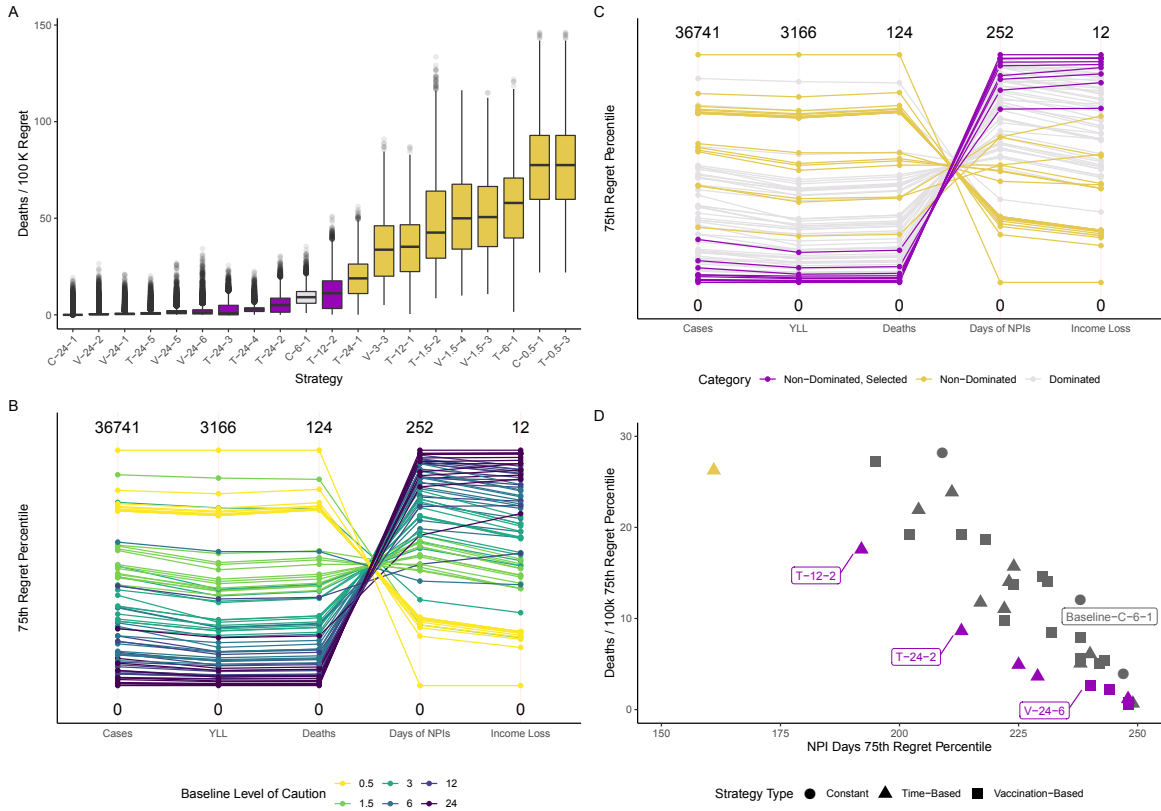 A
150
100
50
0
Deaths / 100 K Regret
C−24−1
V−24−2
V−24−1
T−24−5
V−24−5
V−24−6
T−24−3
T−24−4
T−24−2
C−6−1
T−12−2
T−24−1
V−3−3
T−12−1
T−1.5−2
V−1.5−4
V−1.5−3
T−6−1
C−0.5−1
T−0.5−3
Strategy
B
36741 3166 124 252 12
75th Regret Percentile
0 0 0 0 0
Cases YLL Deaths Days of NPIs Income Loss
Baseline Level of Caution
0.5 3 12
1.5 6 24
C
36741 3166 124 252 12
75th Regret Percentile
0 0 0 0 0
Cases YLL Deaths Days of NPIs Income Loss
Category Non−Dominated, Selected Non−Dominated Dominated
D
30
20
10
0
Deaths / 100k 75th Regret Percentile
T−12−2
Baseline−C−6−1
T−24−2
V−24−6
150 175 200 225 250
NPI Days 75th Regret Percentile
Strategy Type Constant Time−Based Vaccination−Based